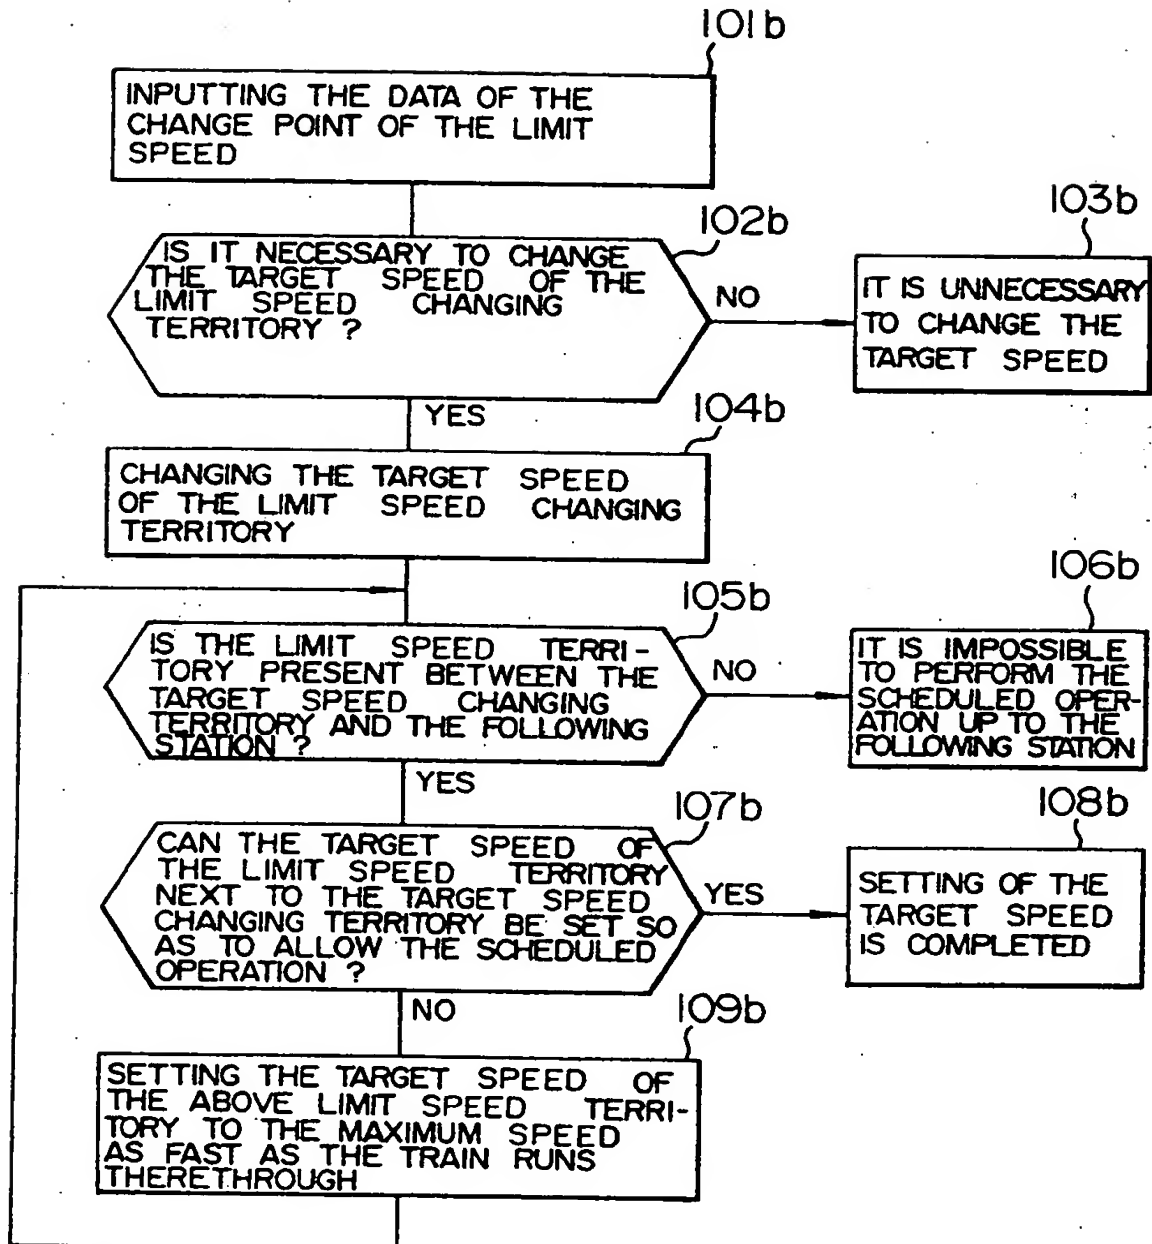 101b
INPUTTING THE DATA OF THE
CHANGE POINT OF THE LIMIT
SPEED
102b
IS IT NECESSARY TO CHANGE
THE TARGET SPEED OF THE
LIMIT SPEED CHANGING
TERRITORY ?
NO
103b
IT IS UNNECESSARY
TO CHANGE THE
TARGET SPEED
YES
104b
CHANGING THE TARGET SPEED
OF THE LIMIT SPEED CHANGING
TERRITORY
105b
IS THE LIMIT SPEED TERRI-
TORY PRESENT BETWEEN THE
TARGET SPEED CHANGING
TERRITORY AND THE FOLLOWING
STATION ?
NO
106b
IT IS IMPOSSIBLE
TO PERFORM THE
SCHEDULED OPER-
ATION UP TO THE
FOLLOWING STATION
YES
107b
CAN THE TARGET SPEED OF
THE LIMIT SPEED TERRITORY
NEXT TO THE TARGET SPEED
CHANGING TERRITORY BE SET SO
AS TO ALLOW THE SCHEDULED
OPERATION ?
YES
108b
SETTING OF THE
TARGET SPEED
IS COMPLETED
NO
109b
SETTING THE TARGET SPEED OF
THE ABOVE LIMIT SPEED TERRI-
TORY TO THE MAXIMUM SPEED
AS FAST AS THE TRAIN RUNS
THERETHROUGH